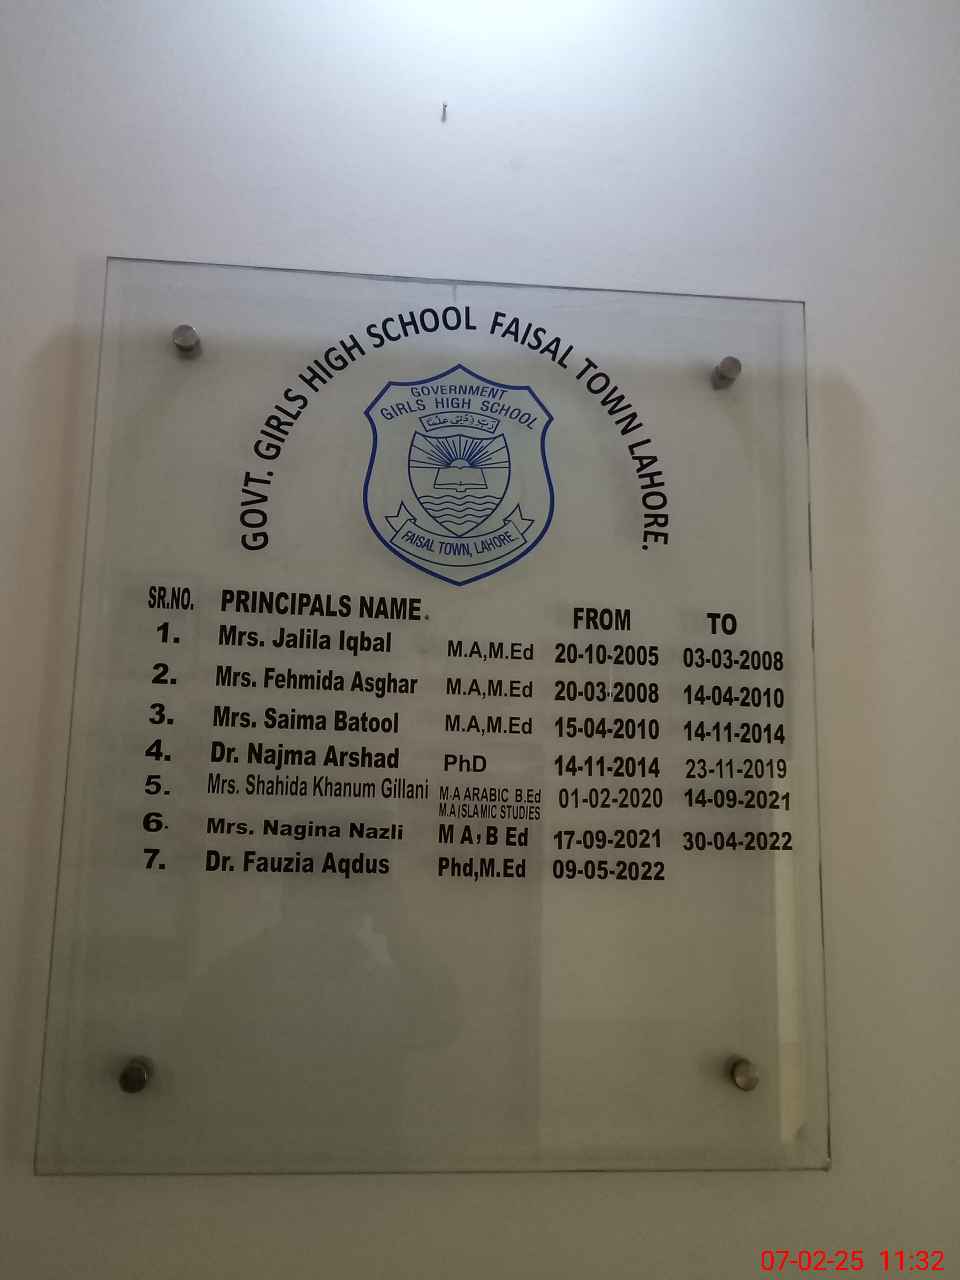 GOVT. GIRLS HIGH SCHOOL FAISAL TOWN LAHORE.
GOVERNMENT
GIRLS HIGH SCHOOL
رَبِّ زِدْنِي عِلْمًا
FAISAL TOWN, LAHORE
SR.NO. PRINCIPALS NAME. FROM TO
1. Mrs. Jalila Iqbal M.A,M.Ed 20-10-2005 03-03-2008
2. Mrs. Fehmida Asghar M.A,M.Ed 20-03-2008 14-04-2010
3. Mrs. Saima Batool M.A,M.Ed 15-04-2010 14-11-2014
4. Dr. Najma Arshad PhD 14-11-2014 23-11-2019
5. Mrs. Shahida Khanum Gillani M.A ARABIC B.Ed 01-02-2020 14-09-2021
M.A ISLAMIC STUDIES
6. Mrs. Nagina Nazli M A, B Ed 17-09-2021 30-04-2022
7. Dr. Fauzia Aqdus Phd,M.Ed 09-05-2022
07-02-25 11:32